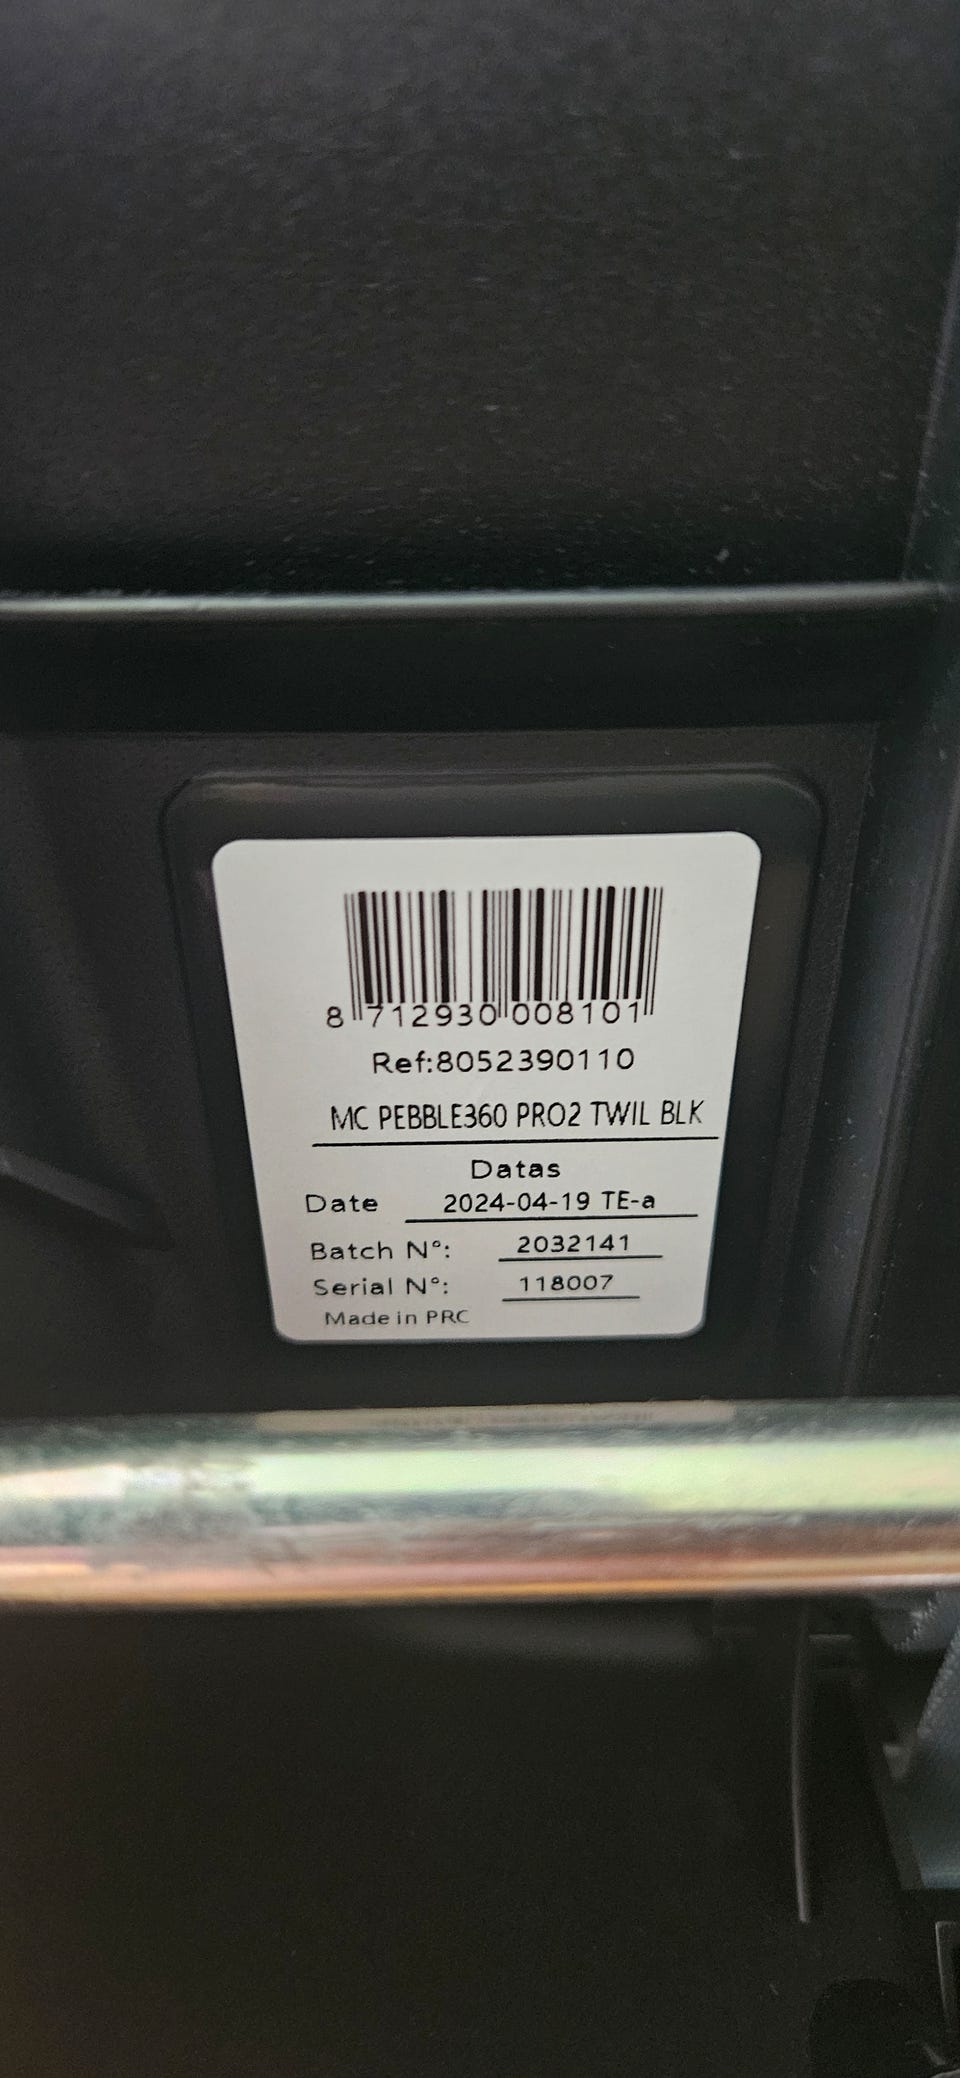 8 712930 008101
Ref:8052390110
MC PEBBLE360 PRO2 TWIL BLK
Datas
Date 2024-04-19 TE-a
Batch N°: 2032141
Serial N°: 118007
Made in PRC